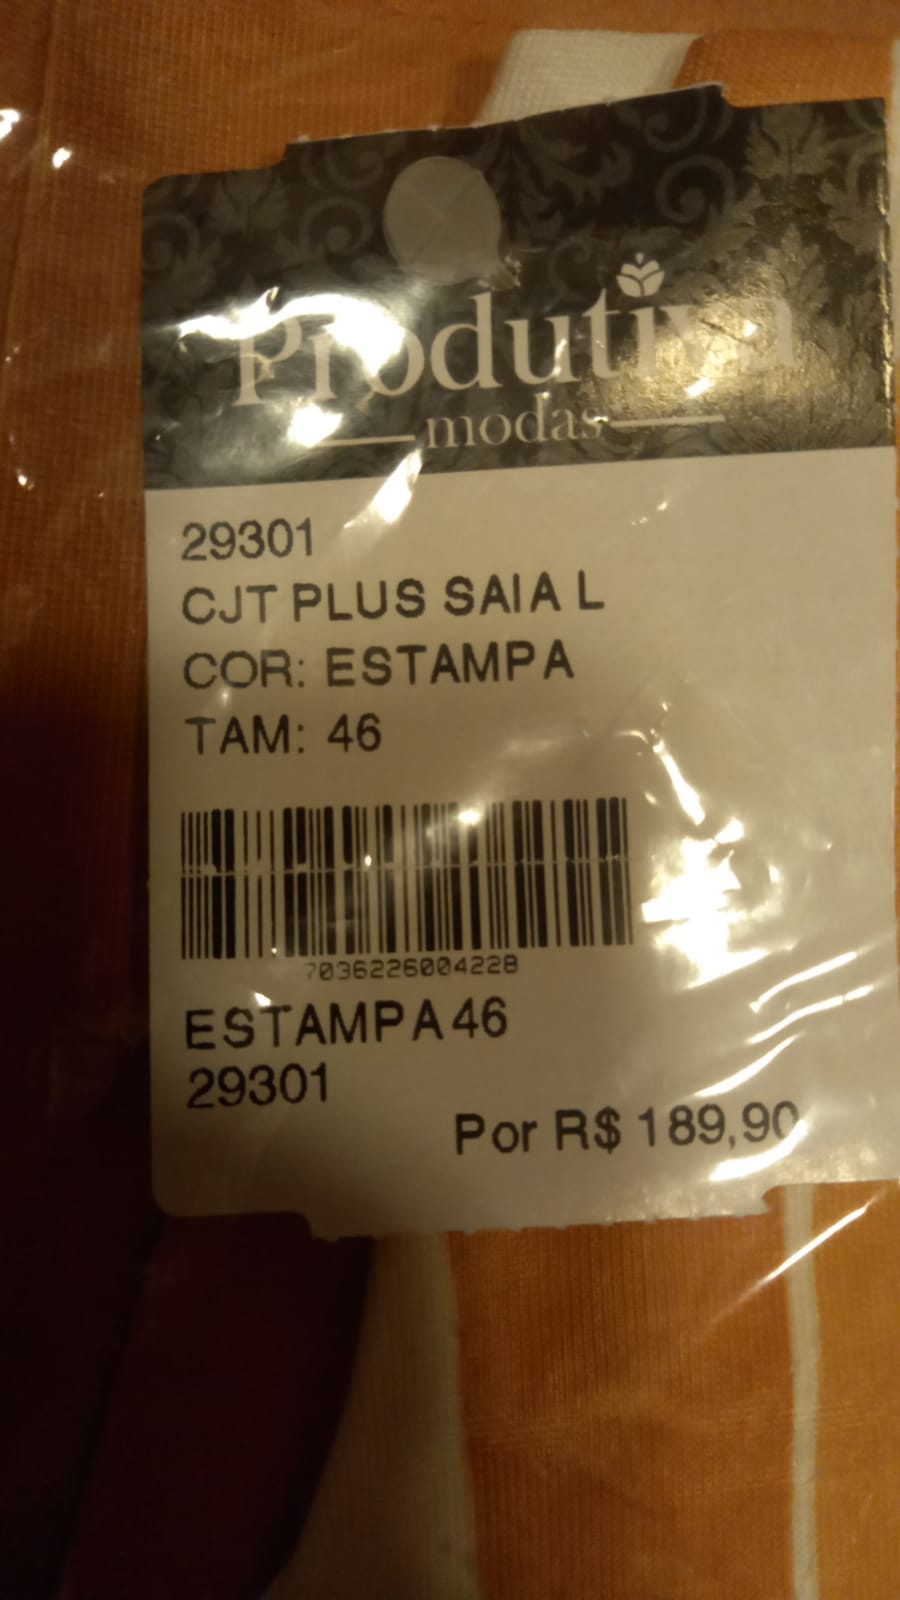 Produtiva
modas
29301
CJT PLUS SAIA L
COR: ESTAMPA
TAM: 46
7036226004228
ESTAMPA46
29301
Por R$ 189,90